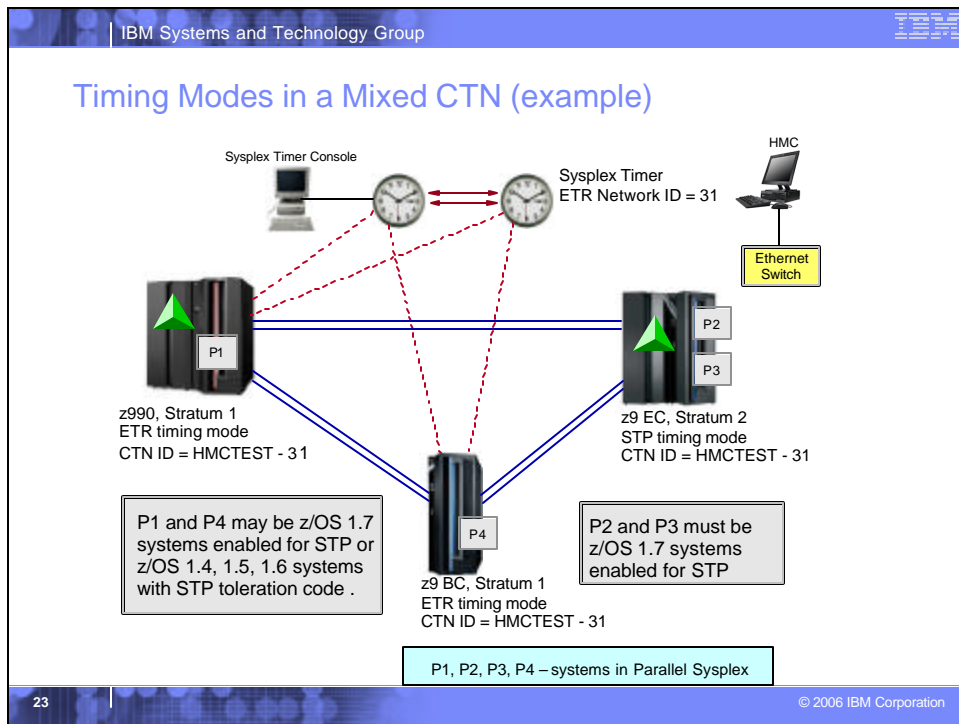 IBM Systems and Technology Group
IBM
Timing Modes in a Mixed CTN (example)
Sysplex Timer Console
Sysplex Timer
ETR Network ID = 31
HMC
Ethernet
Switch
P1
P2
P3
z990, Stratum 1
ETR timing mode
CTN ID = HMCTEST - 31
z9 EC, Stratum 2
STP timing mode
CTN ID = HMCTEST - 31
P1 and P4 may be z/OS 1.7
systems enabled for STP or
z/OS 1.4, 1.5, 1.6 systems
with STP toleration code .
P4
P2 and P3 must be
z/OS 1.7 systems
enabled for STP
z9 BC, Stratum 1
ETR timing mode
CTN ID = HMCTEST - 31
P1, P2, P3, P4 – systems in Parallel Sysplex
23
© 2006 IBM Corporation